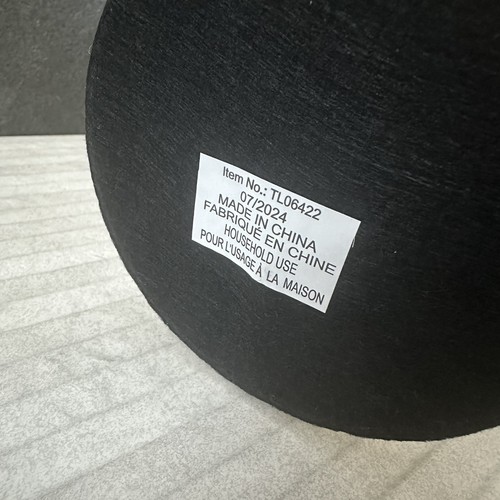 Item No.: TL06422
07/2024
MADE IN CHINA
FABRIQUÉ EN CHINE
HOUSEHOLD USE
POUR L'USAGE À LA MAISON